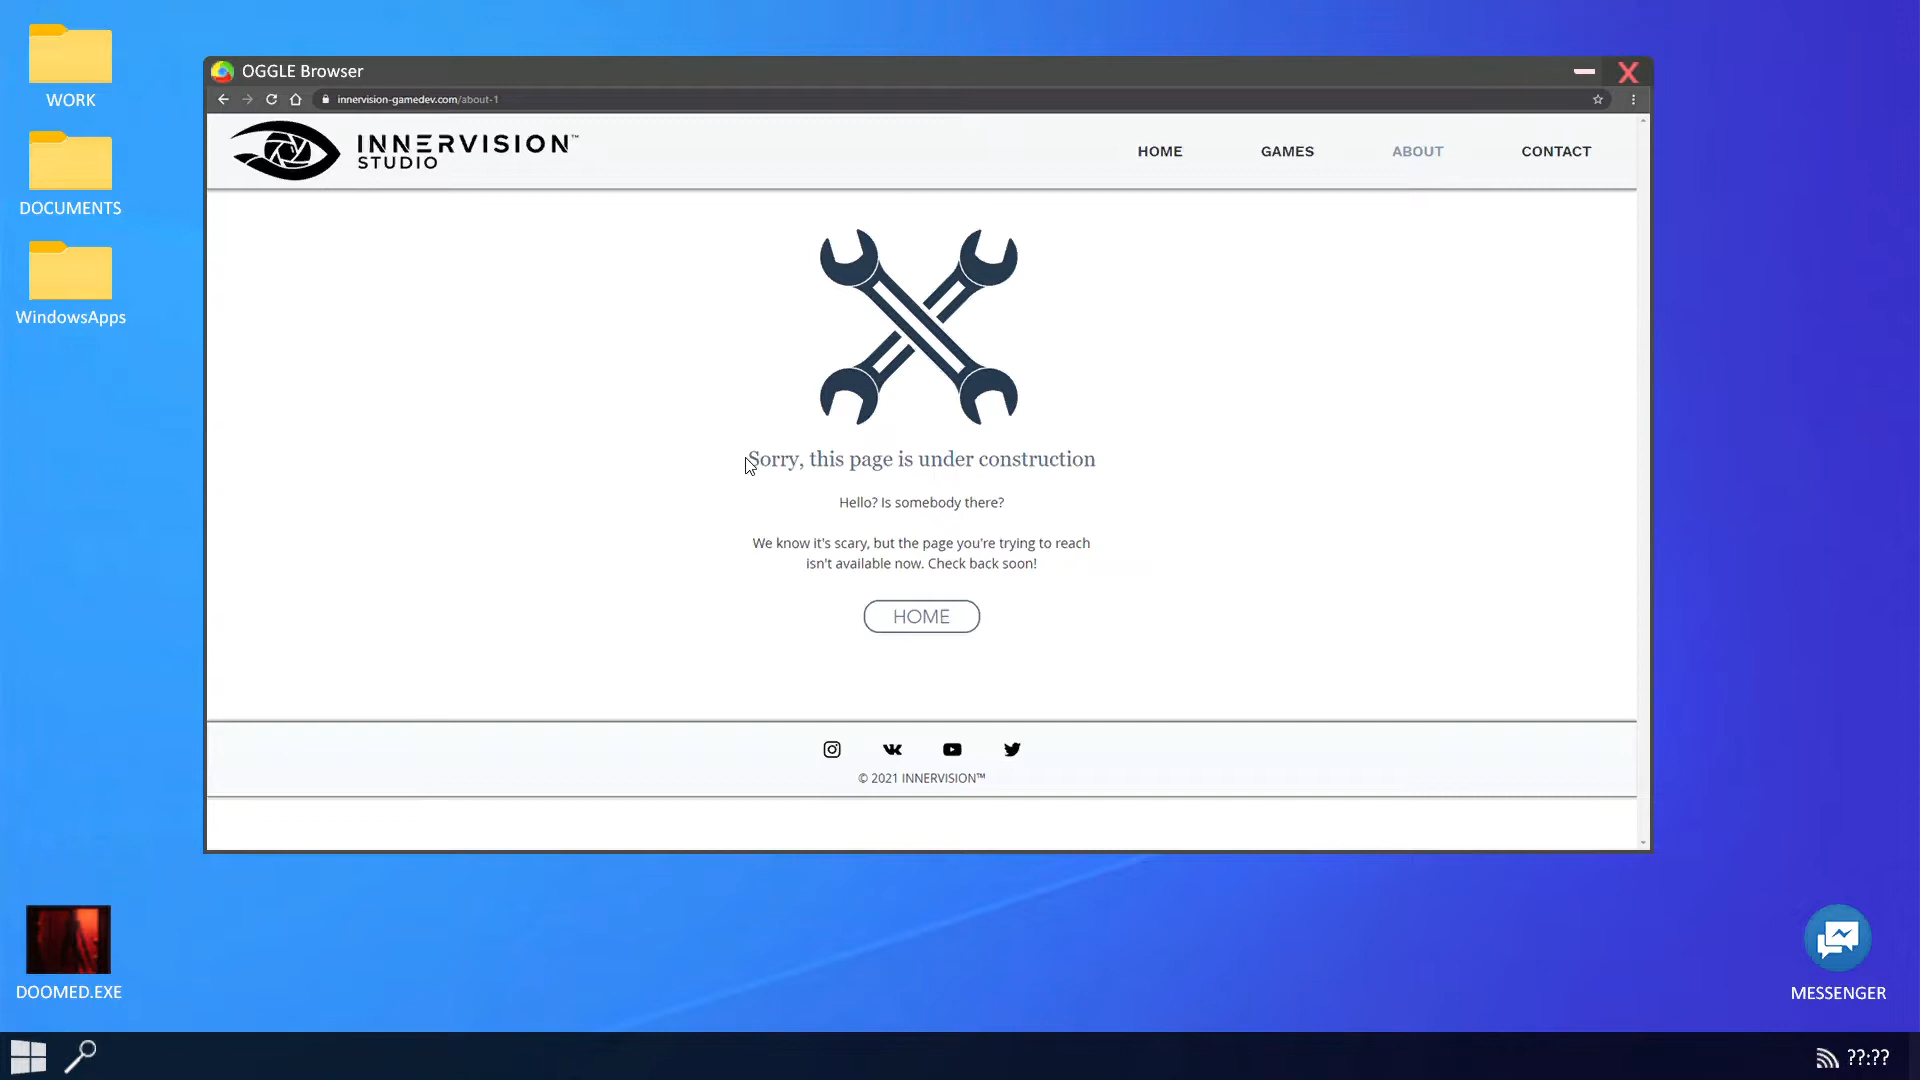 WORK
DOCUMENTS
WindowsApps
OGGLE Browser
X
innervision-gamedev.com/about-1
INNERVISION™
STUDIO
HOME
GAMES
ABOUT
CONTACT
Sorry, this page is under construction
Hello? Is somebody there?
We know it's scary, but the page you're trying to reach
isn't available now. Check back soon!
HOME
© 2021 INNERVISION™
DOOMED.EXE
MESSENGER
??:??